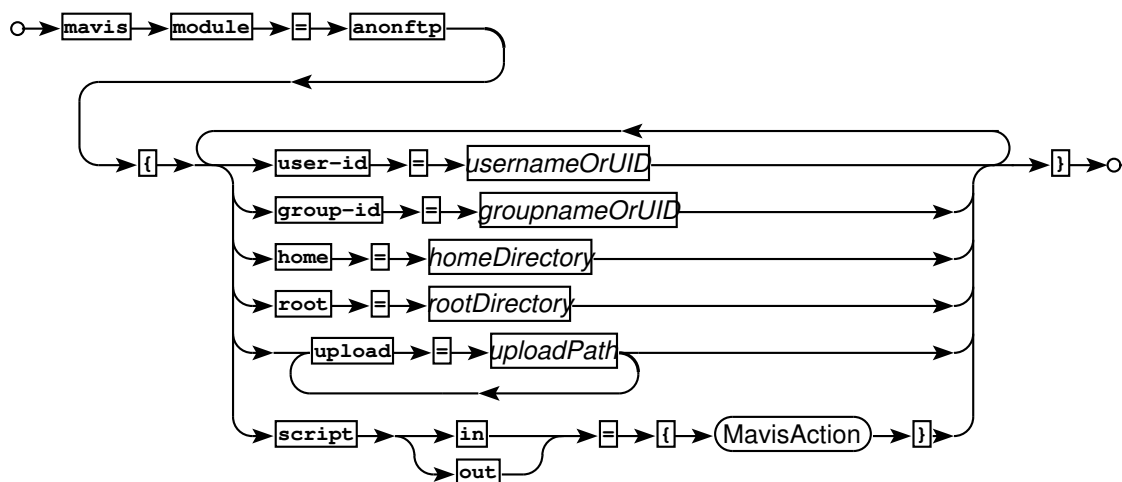 mavis module = anonftp
{ user-id = usernameOrUID }
group-id = groupnameOrUID
home = homeDirectory
root = rootDirectory
upload = uploadPath
script in = { MavisAction }
out